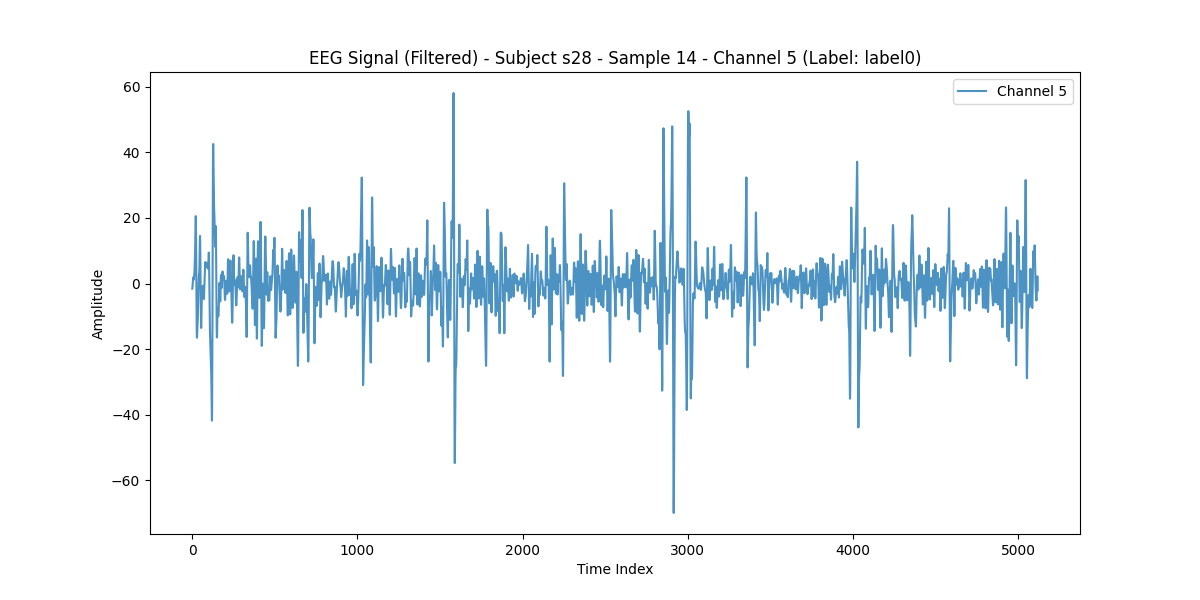 EEG Signal (Filtered) - Subject s28 - Sample 14 - Channel 5 (Label: label0)
Channel 5
60
40
20
0
−20
−40
−60
Amplitude
0 1000 2000 3000 4000 5000
Time Index